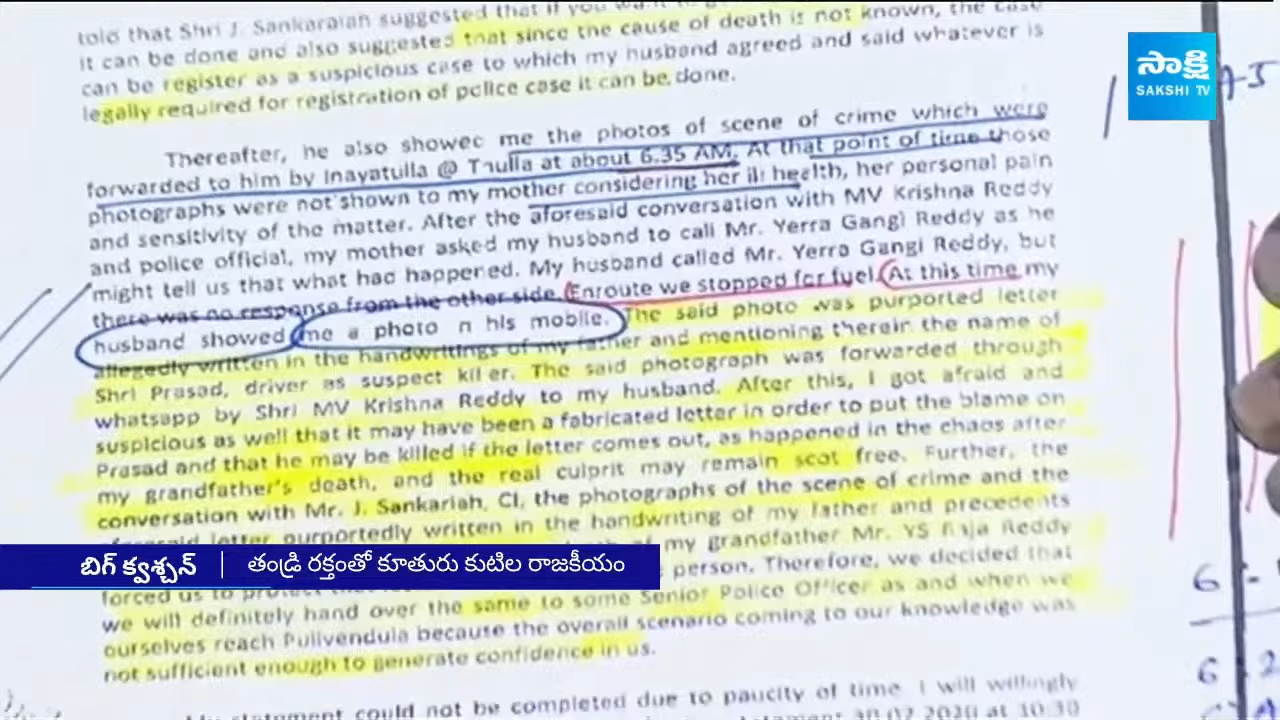 told that Shri J. Sankaraian suggested that if you
it can be done and also suggested that since the cause of death is not known, the case
can be register as a suspicious case to which my husband agreed and said whatever is
legally required for registration of police case it can be done.
Thereafter, he also showed me the photos of scene of crime which were
forwarded to him by Inayatulla @ Thulla at about 6.35 AM. At that point of time those
photographs were not shown to my mother considering her ill health, her personal pain
and sensitivity of the matter. After the aforesaid conversation with MV Krishna Reddy
and police official, my mother asked my husband to call Mr. Yerra Gangi Reddy as he
might tell us that what had happened. My husband called Mr. Yerra Gangi Reddy, but
there was no response from the other side. Enroute we stopped for fuel. At this time my
husband showed me a photo n his mobile. The said photo was purported letter
allegedly written in the handwritings of my father and mentioning therein the name of
Shri Prasad, driver as suspect killer. The said photograph was forwarded through
whatsapp by Shri MV Krishna Reddy to my husband. After this, I got afraid and
suspicious as well that it may have been a fabricated letter in order to put the blame on
Prasad and that he may be killed if the letter comes out, as happened in the chaos after
my grandfather's death, and the real culprit may remain scot free. Further, the
conversation with Mr. J. Sankariah, CI, the photographs of the scene of crime and the
letter purportedly written in the handwriting of my father and precedents
my grandfather Mr. YS Raja Reddy
person. Therefore, we decided that
forced us to
we will definitely hand over the same to some Senior Police Officer as and when we
ourselves reach Pulivendula because the overall scenario coming to our knowledge was
not sufficient enough to generate confidence in us.
statement could not be completed due to paucity of time. I will willingly
at 10:30
సాక్షి
SAKSHI TV
బిగ్ క్వశ్చన్ | తండ్రి రక్తంతో కూతురు కుటిల రాజకీయం